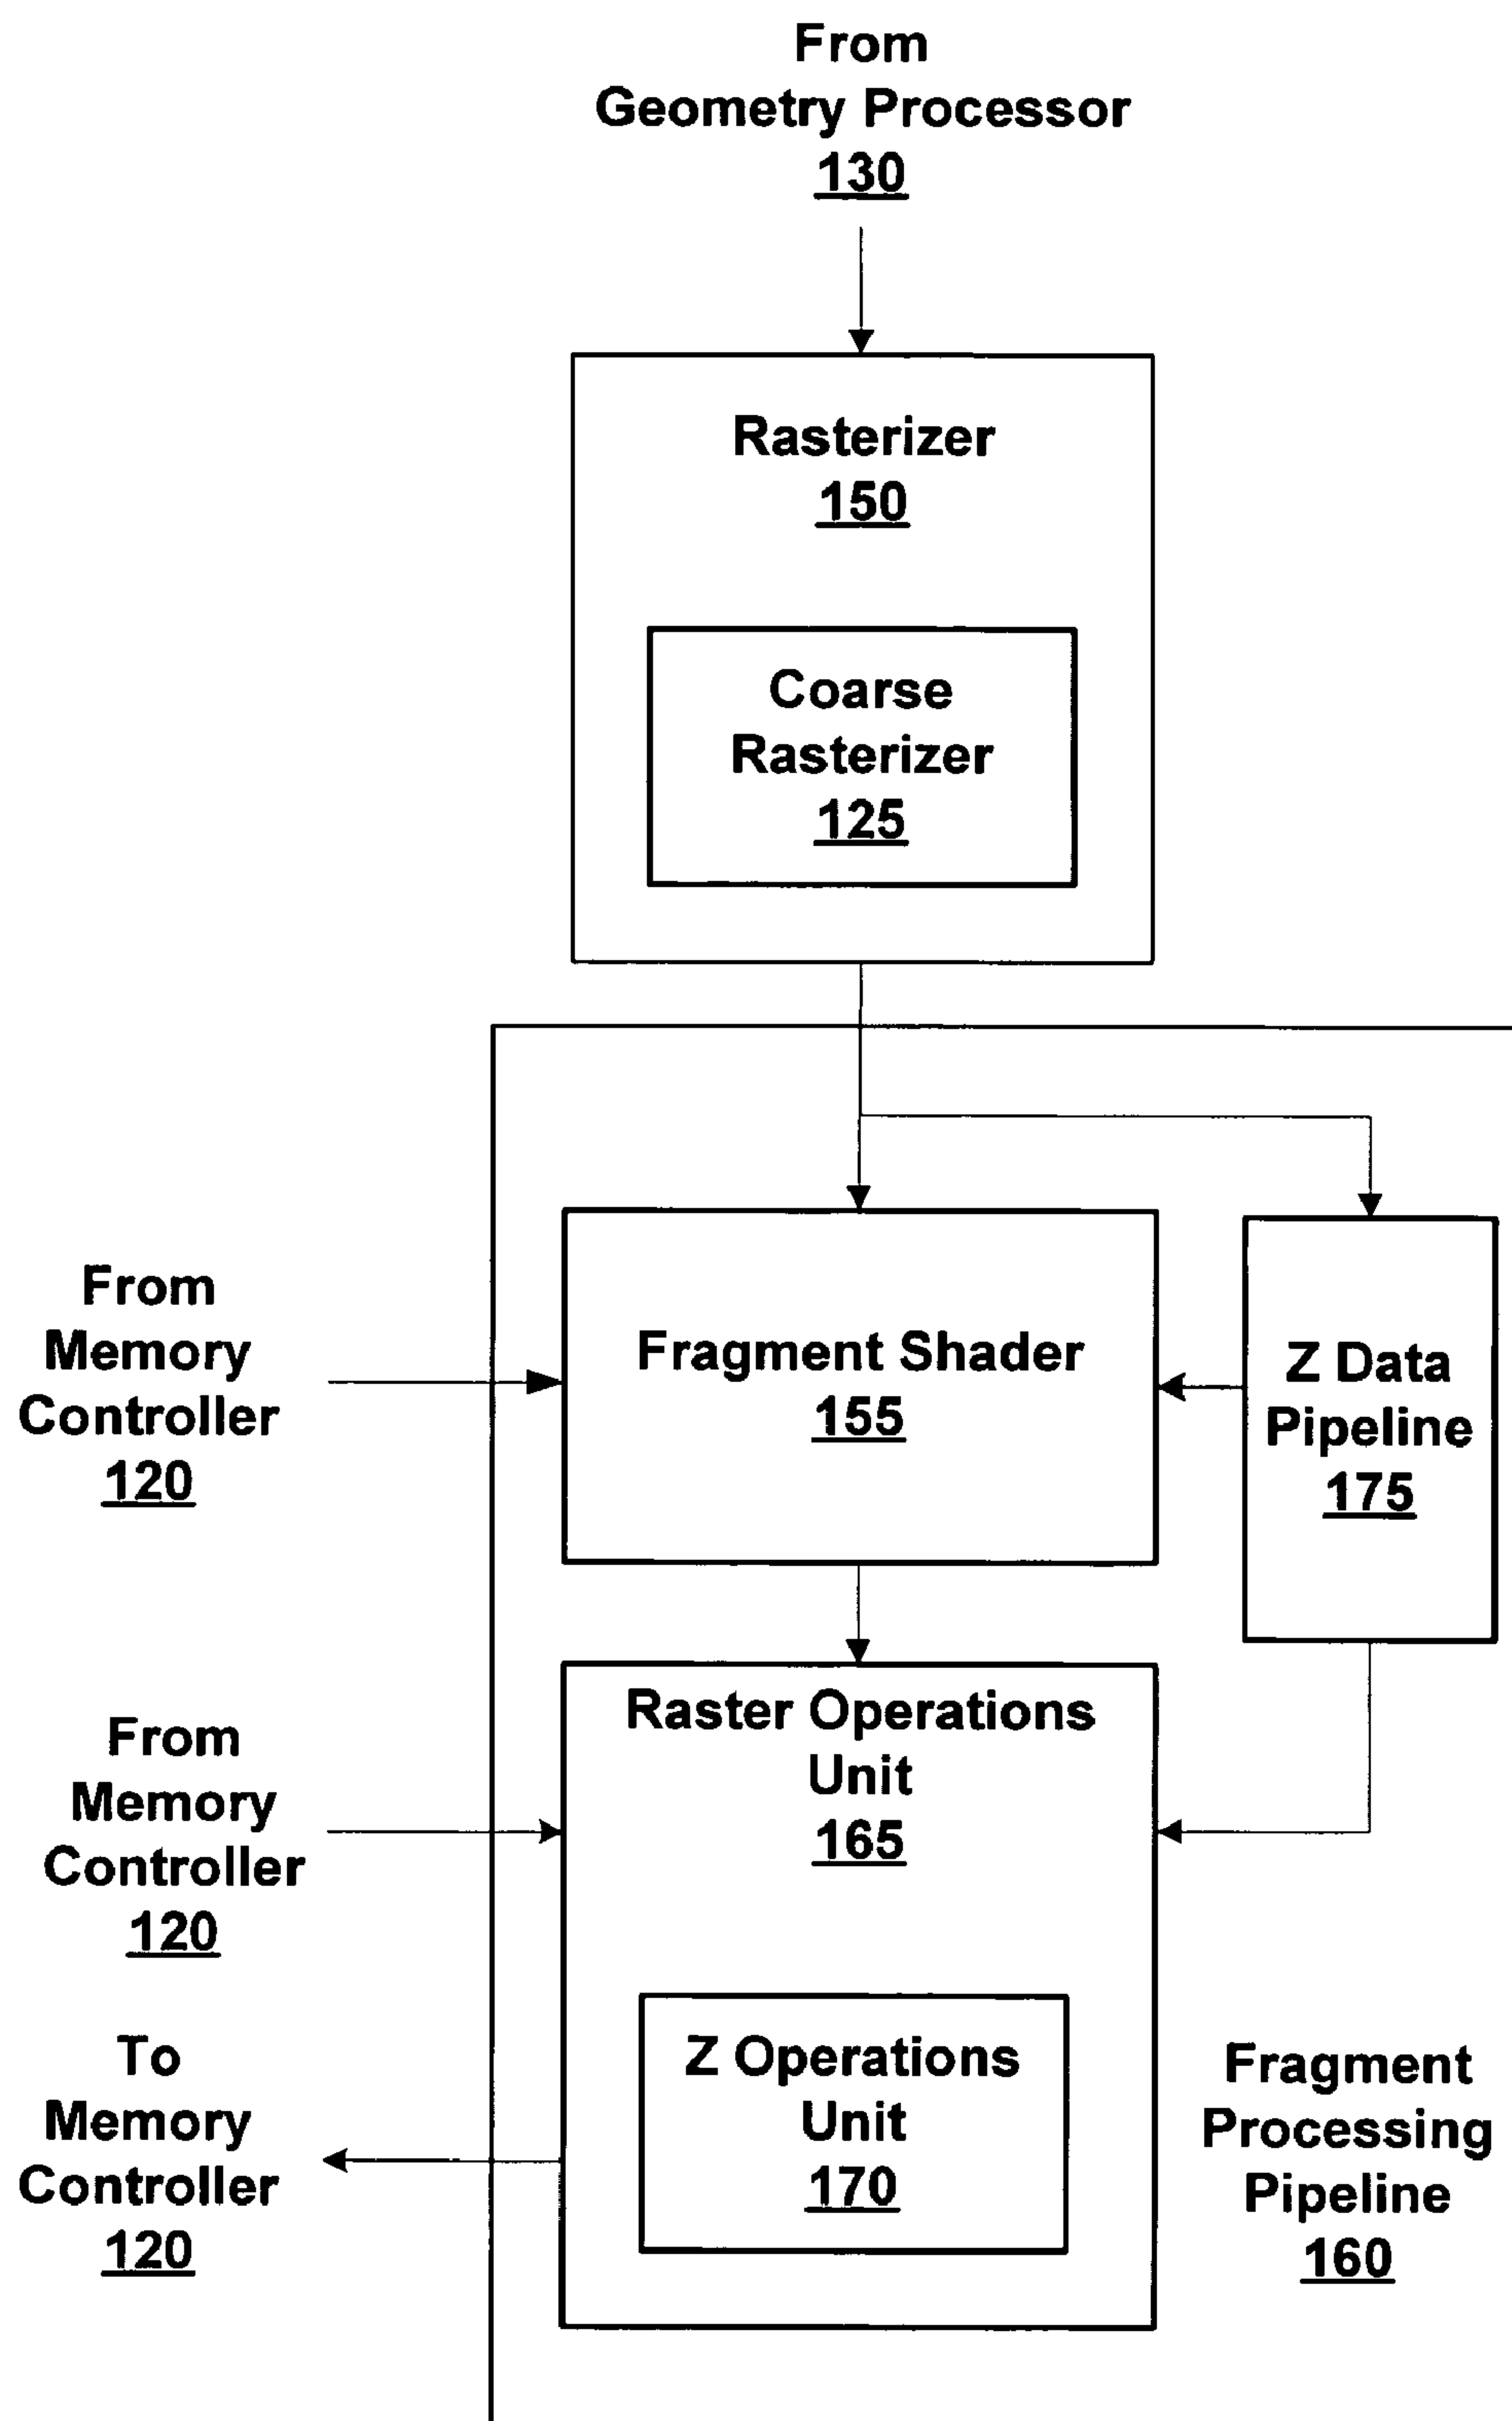 From
Geometry Processor
130
Rasterizer
150
Coarse
Rasterizer
125
From
Memory
Controller
120
Fragment Shader
155
Z Data
Pipeline
175
From
Memory
Controller
120
Raster Operations
Unit
165
To
Memory
Controller
120
Z Operations
Unit
170
Fragment
Processing
Pipeline
160